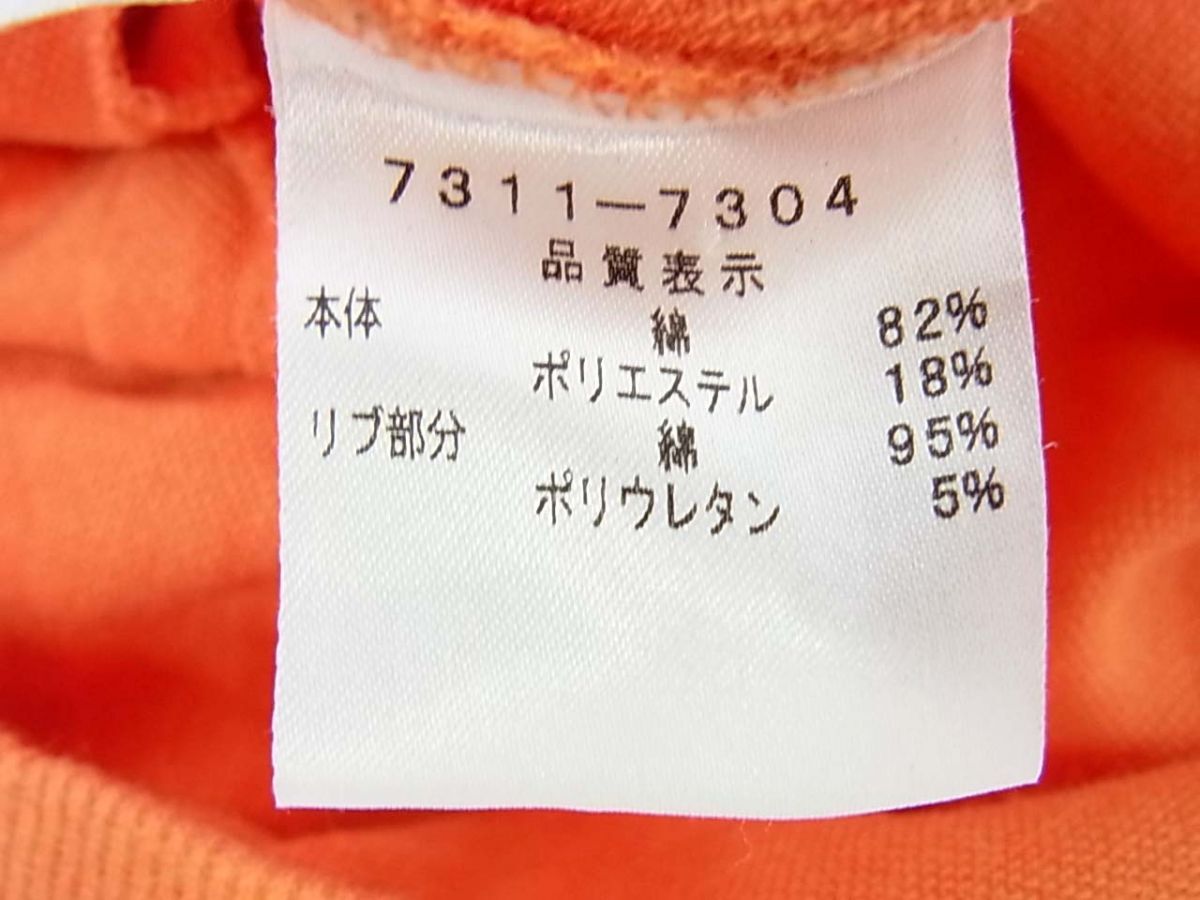 7311-7304
品質表示
本体 綿 82%
ポリエステル 18%
リブ部分 綿 95%
ポリウレタン 5%